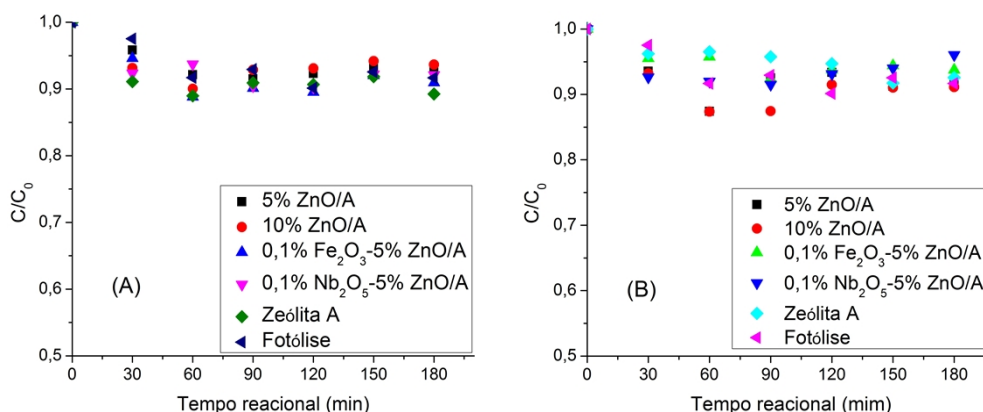 (A)
C/C0
1,0
0,9
0,8
0,7
0,6
0,5
5% ZnO/A
10% ZnO/A
0,1% Fe2O3-5% ZnO/A
0,1% Nb2O5-5% ZnO/A
Zeólita A
Fotólise
0 30 60 90 120 150 180
Tempo reacional (min)
(B)
C/C0
1,0
0,9
0,8
0,7
0,6
0,5
5% ZnO/A
10% ZnO/A
0,1% Fe2O3-5% ZnO/A
0,1% Nb2O5-5% ZnO/A
Zeólita A
Fotólise
0 30 60 90 120 150 180
Tempo reacional (mim)